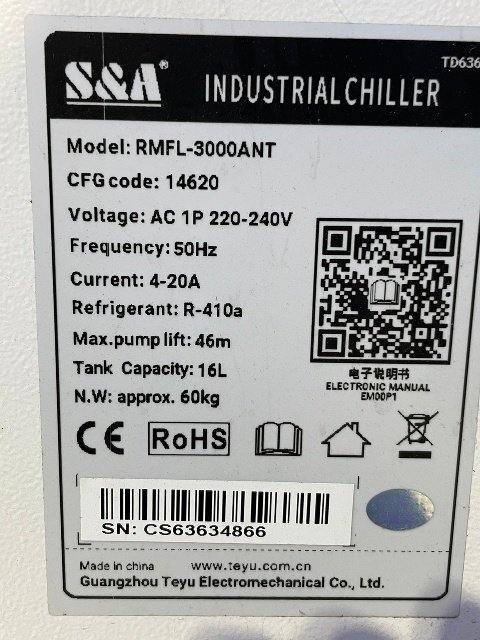 TD636
S&A® INDUSTRIAL CHILLER
Model: RMFL-3000ANT
CFG code: 14620
Voltage: AC 1P 220-240V
Frequency: 50Hz
Current: 4-20A
Refrigerant: R-410a
Max.pump lift: 46m
Tank Capacity: 16L
N.W: approx. 60kg
电子说明书
ELECTRONIC MANUAL
EM00P1
CE RoHS
SN: CS63634866
Made in china www.teyu.com.cn
Guangzhou Teyu Electromechanical Co., Ltd.